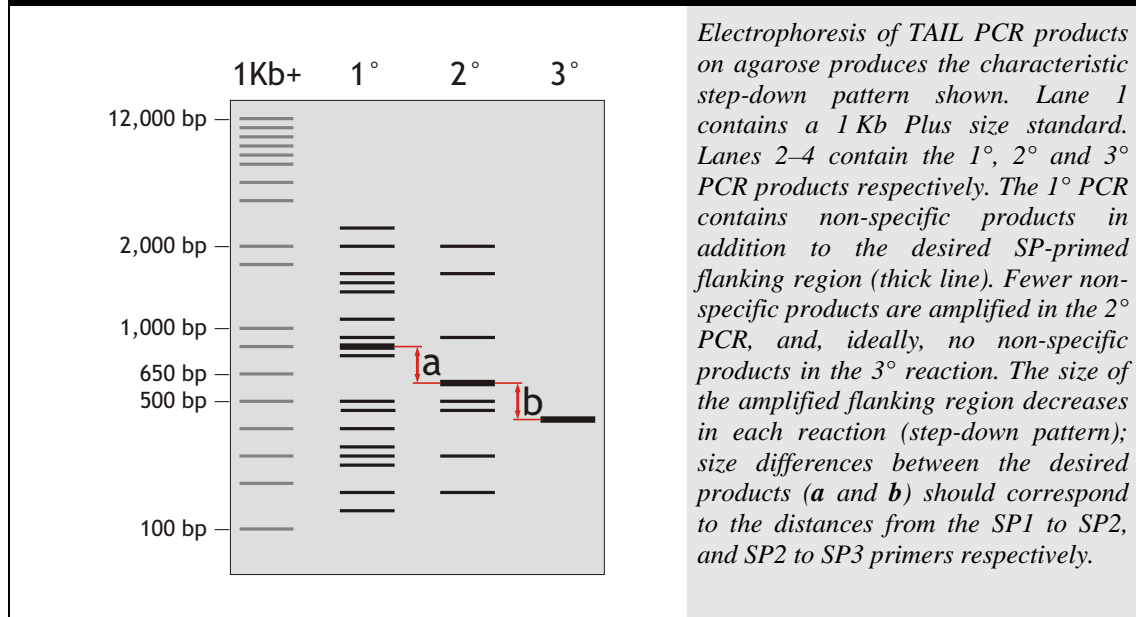 1Kb+ 1° 2° 3°
12,000 bp
2,000 bp
1,000 bp
650 bp
500 bp
100 bp
a
b
Electrophoresis of TAIL PCR products
on agarose produces the characteristic
step-down pattern shown. Lane 1
contains a 1 Kb Plus size standard.
Lanes 2–4 contain the 1°, 2° and 3°
PCR products respectively. The 1° PCR
contains non-specific products in
addition to the desired SP-primed
flanking region (thick line). Fewer non-
specific products are amplified in the 2°
PCR, and, ideally, no non-specific
products in the 3° reaction. The size of
the amplified flanking region decreases
in each reaction (step-down pattern);
size differences between the desired
products (a and b) should correspond
to the distances from the SP1 to SP2,
and SP2 to SP3 primers respectively.